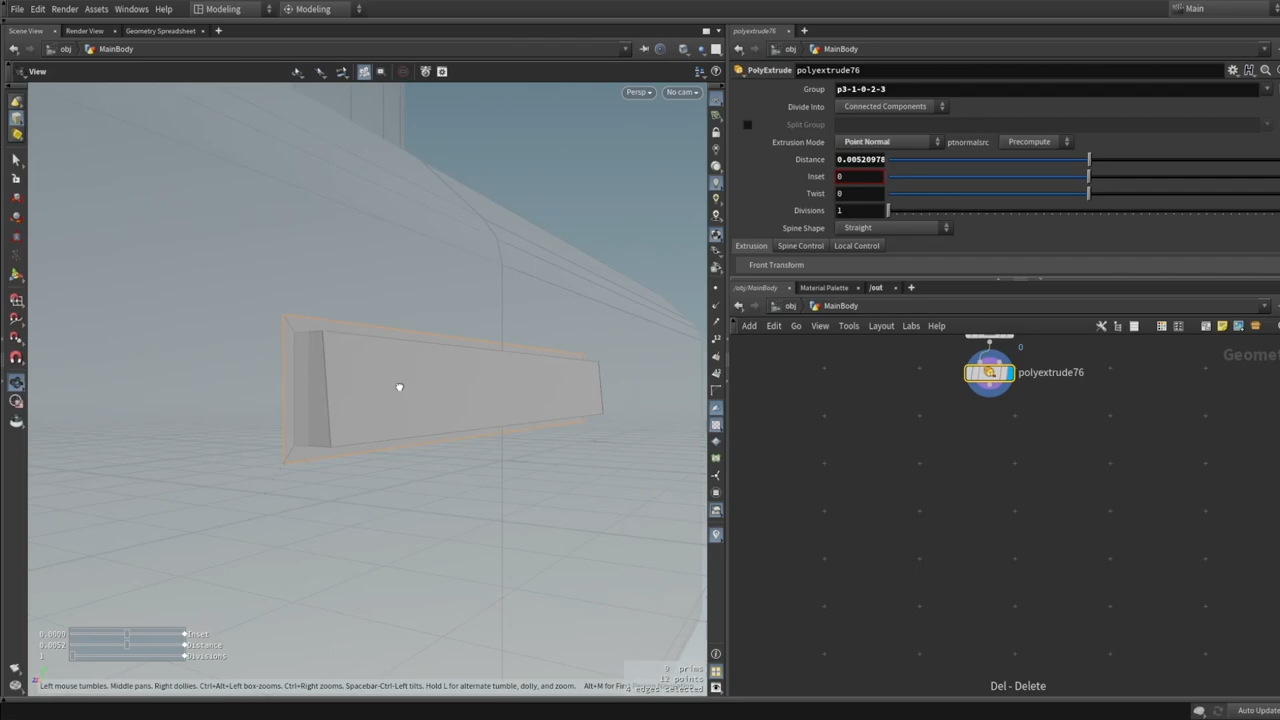 File Edit Render Assets Windows Help Modeling Modeling Main
Scene View Render View Geometry Spreadsheet polyextrude76
obj MainBody obj MainBody
View PolyExtrude polyextrude76
Persp No cam
Group p3-1-0-2-3
Divide Into Connected Components
Split Group
Extrusion Mode Point Normal ptnormalsrc Precompute
Distance 0.00520978
Inset 0
Twist 0
Divisions 1
Spine Shape Straight
Extrusion Spine Control Local Control
Front Transform
/obj/MainBody Material Palette /out
obj MainBody
Add Edit Go View Tools Layout Labs Help
0
Geome
polyextrude76
0.0000 Inset
0.0052 Distance
1 Divisions
9 prims
12 points
4 edges selected
Left mouse tumbles. Middle pans. Right dollies. Ctrl+Alt+Left box-zooms. Ctrl+Right zooms. Spacebar-Ctrl-Left tilts. Hold L for alternate tumble, dolly, and zoom. Alt+M for Fir
Del - Delete
Auto Update